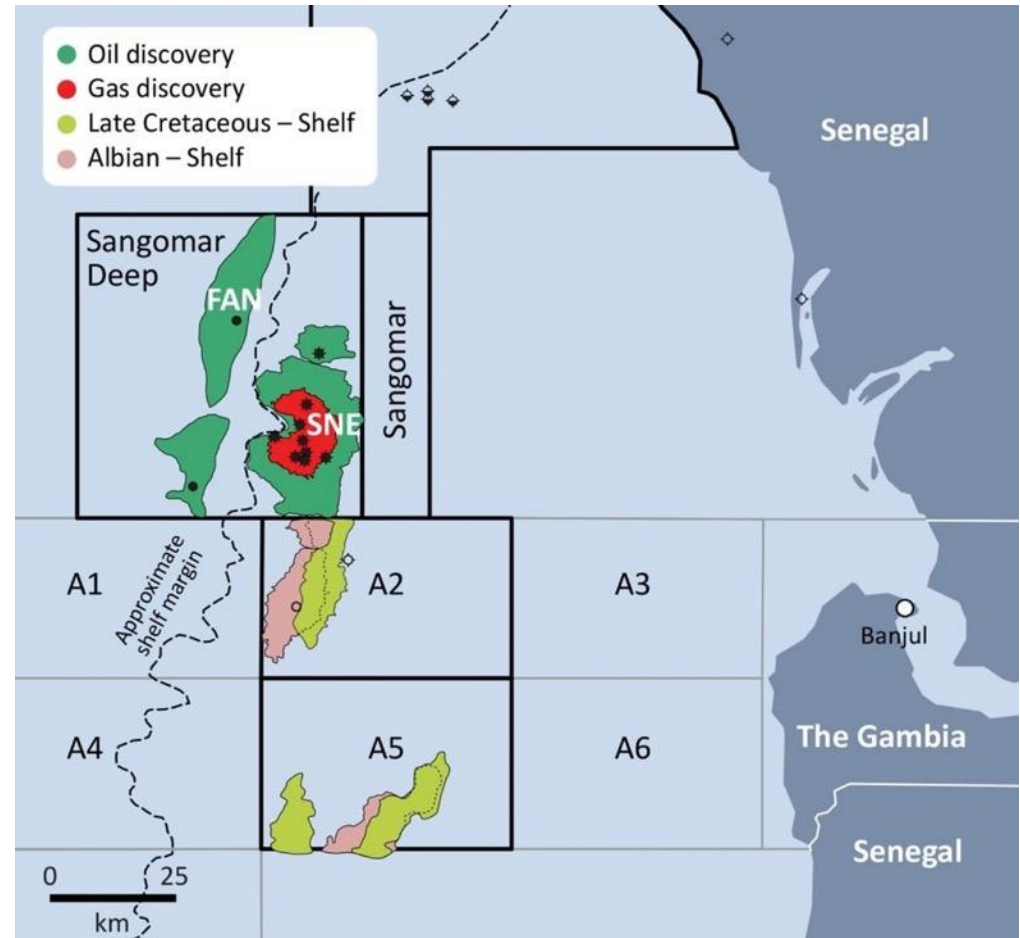 Oil discovery
Gas discovery
Late Cretaceous – Shelf
Albian – Shelf
Senegal
Sangomar
Deep
FAN
Sangomar
SNE
A1
Approximate
shelf margin
A2
A3
Banjul
A4
A5
A6
The Gambia
Senegal
0 25
km